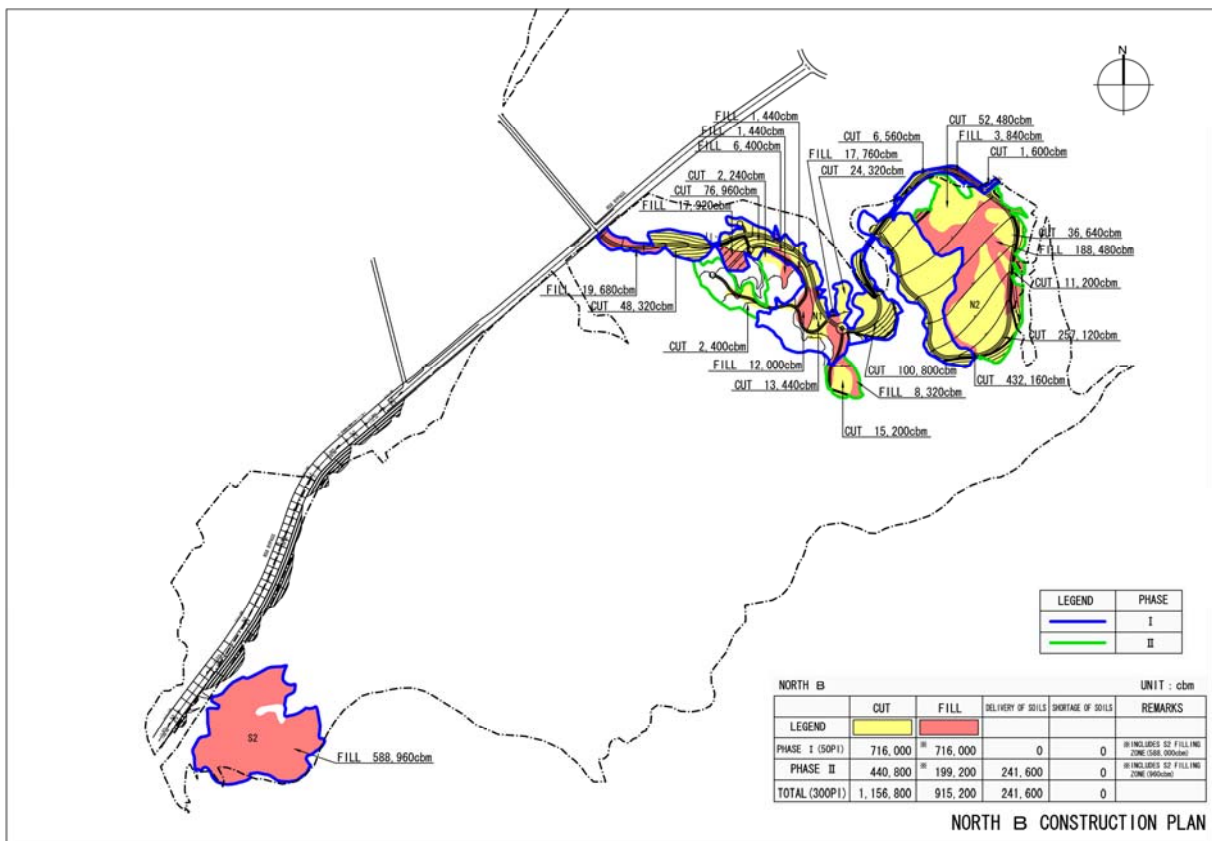 N
CUT 52,480cbm
FILL 1,440cbm
FILL 1,440cbm
CUT 6,560cbm
FILL 3,840cbm
FILL 6,400cbm
FILL 17,760cbm
CUT 1,600cbm
CUT 24,320cbm
CUT 2,240cbm
CUT 76,960cbm
FILL 17,920cbm
CUT 36,640cbm
FILL 188,480cbm
CUT 11,200cbm
FILL 19,680cbm
CUT 48,320cbm
N2
N1
CUT 257,120cbm
CUT 2,400cbm
FILL 12,000cbm
CUT 100,800cbm
CUT 432,160cbm
CUT 13,440cbm
FILL 8,320cbm
CUT 15,200cbm
LEGEND PHASE
I
II
S2
FILL 588,960cbm
NORTH B UNIT : cbm
CUT FILL DELIVERY OF SOILS SHORTAGE OF SOILS REMARKS
LEGEND
PHASE I (50PI) 716,000 ※ 716,000 0 0 ※INCLUDES S2 FILLING ZONE(588,000cbm)
PHASE II 440,800 ※ 199,200 241,600 0 ※INCLUDES S2 FILLING ZONE(960cbm)
TOTAL(300PI) 1,156,800 915,200 241,600 0
NORTH B CONSTRUCTION PLAN